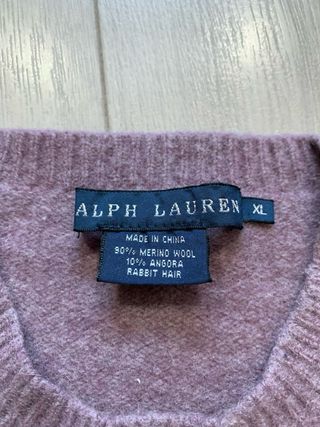 ALPH LAUREN XL
MADE IN CHINA
90% MERINO WOOL
10% ANGORA
RABBIT HAIR